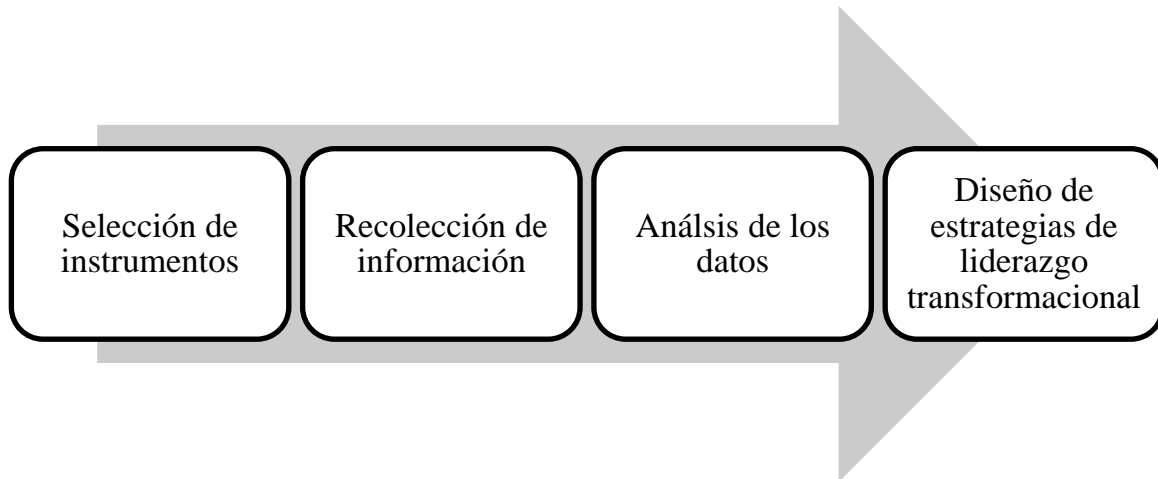 Selección de
instrumentos
Recolección de
información
Análsis de los
datos
Diseño de
estrategias de
liderazgo
transformacional